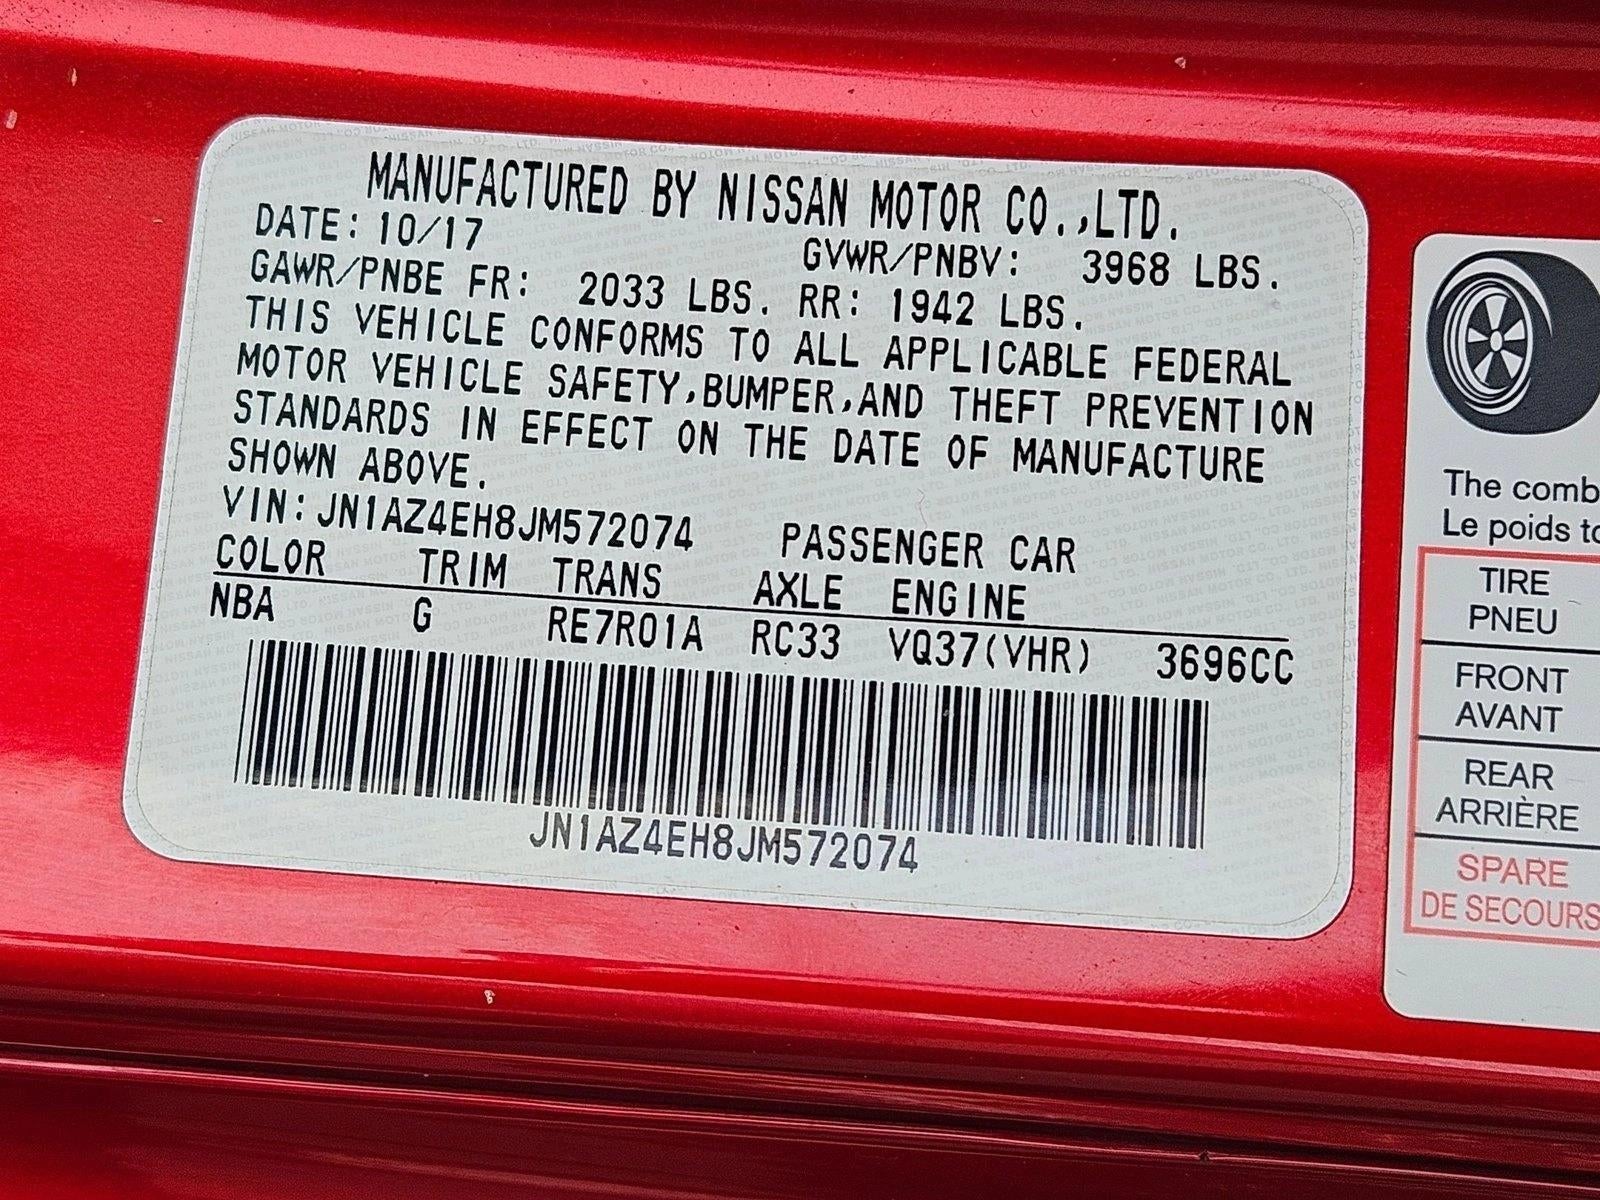 MANUFACTURED BY NISSAN MOTOR CO.,LTD.
DATE: 10/17 GVWR/PNBV: 3968 LBS.
GAWR/PNBE FR: 2033 LBS. RR: 1942 LBS.
THIS VEHICLE CONFORMS TO ALL APPLICABLE FEDERAL
MOTOR VEHICLE SAFETY,BUMPER,AND THEFT PREVENTION
STANDARDS IN EFFECT ON THE DATE OF MANUFACTURE
SHOWN ABOVE.
VIN: JN1AZ4EH8JM572074 PASSENGER CAR
COLOR TRIM TRANS AXLE ENGINE
NBA G RE7R01A RC33 VQ37(VHR) 3696CC
JN1AZ4EH8JM572074
The comb
Le poids to
TIRE
PNEU
FRONT
AVANT
REAR
ARRIÈRE
SPARE
DE SECOURS